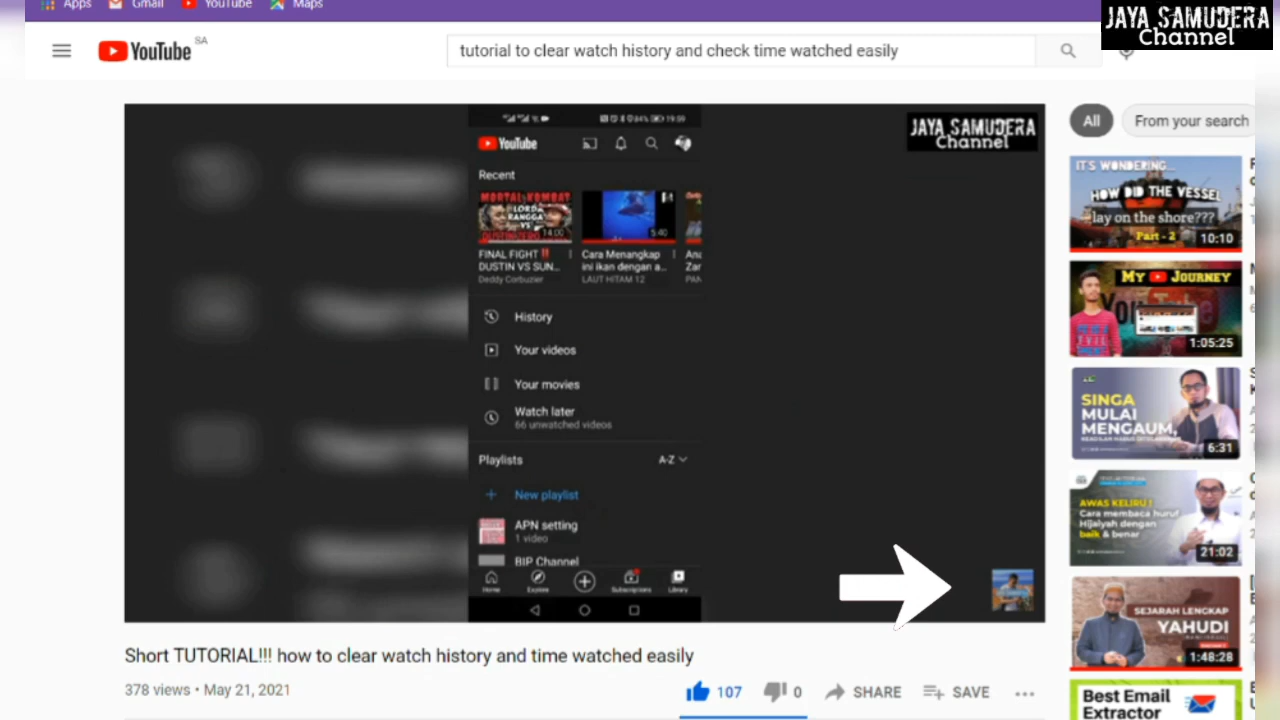 Apps Gmail YouTube Maps
JAYA SAMUDERA
Channel
YouTube SA
tutorial to clear watch history and check time watched easily
All From your search
84% 19:59
JAYA SAMUDERA
Channel
YouTube
Recent
MORTAL KOMBAT
LORDA
RANGGA
VS
14:00
5:40
FINAL FIGHT
DUSTIN VS SUN...
Deddy Corbuzier
Cara Menangkap
ini ikan dengan a...
LAUT HITAM 12
Ana
Zar
PAN
History
Your videos
Your movies
Watch later
66 unwatched videos
Playlists A-Z
New playlist
APN setting
1 video
BIP Channel
Home Explore Subscriptions Library
Short TUTORIAL!!! how to clear watch history and time watched easily
378 views • May 21, 2021
107 0 SHARE SAVE
IT'S WONDERING...
HOW DID THE VESSEL
lay on the shore???
Part - 2
10:10
MY JOURNEY
YouTube
1:05:25
SINGA
MULAI
MENGAUM,
6:31
AWAS KELIRU!
Cara membaca huruf
Hijaiyah dengan
baik & benar
21:02
SEJARAH LENGKAP
YAHUDI
1:48:28
Best Email
Extractor